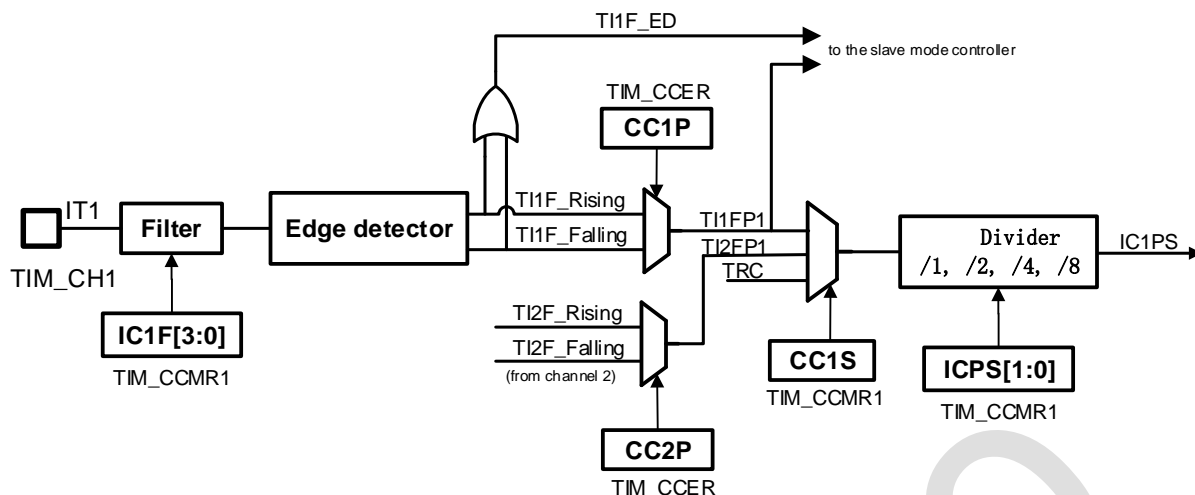 TI1F_ED
to the slave mode controller
TIM_CCER
CC1P
IT1
Filter
Edge detector
TI1F_Rising
TI1F_Falling
TI1FP1
TI2FP1
TRC
Divider
/1, /2, /4, /8
IC1PS
TIM_CH1
IC1F[3:0]
TIM_CCMR1
TI2F_Rising
TI2F_Falling
(from channel 2)
CC1S
TIM_CCMR1
ICPS[1:0]
TIM_CCMR1
CC2P
TIM_CCER